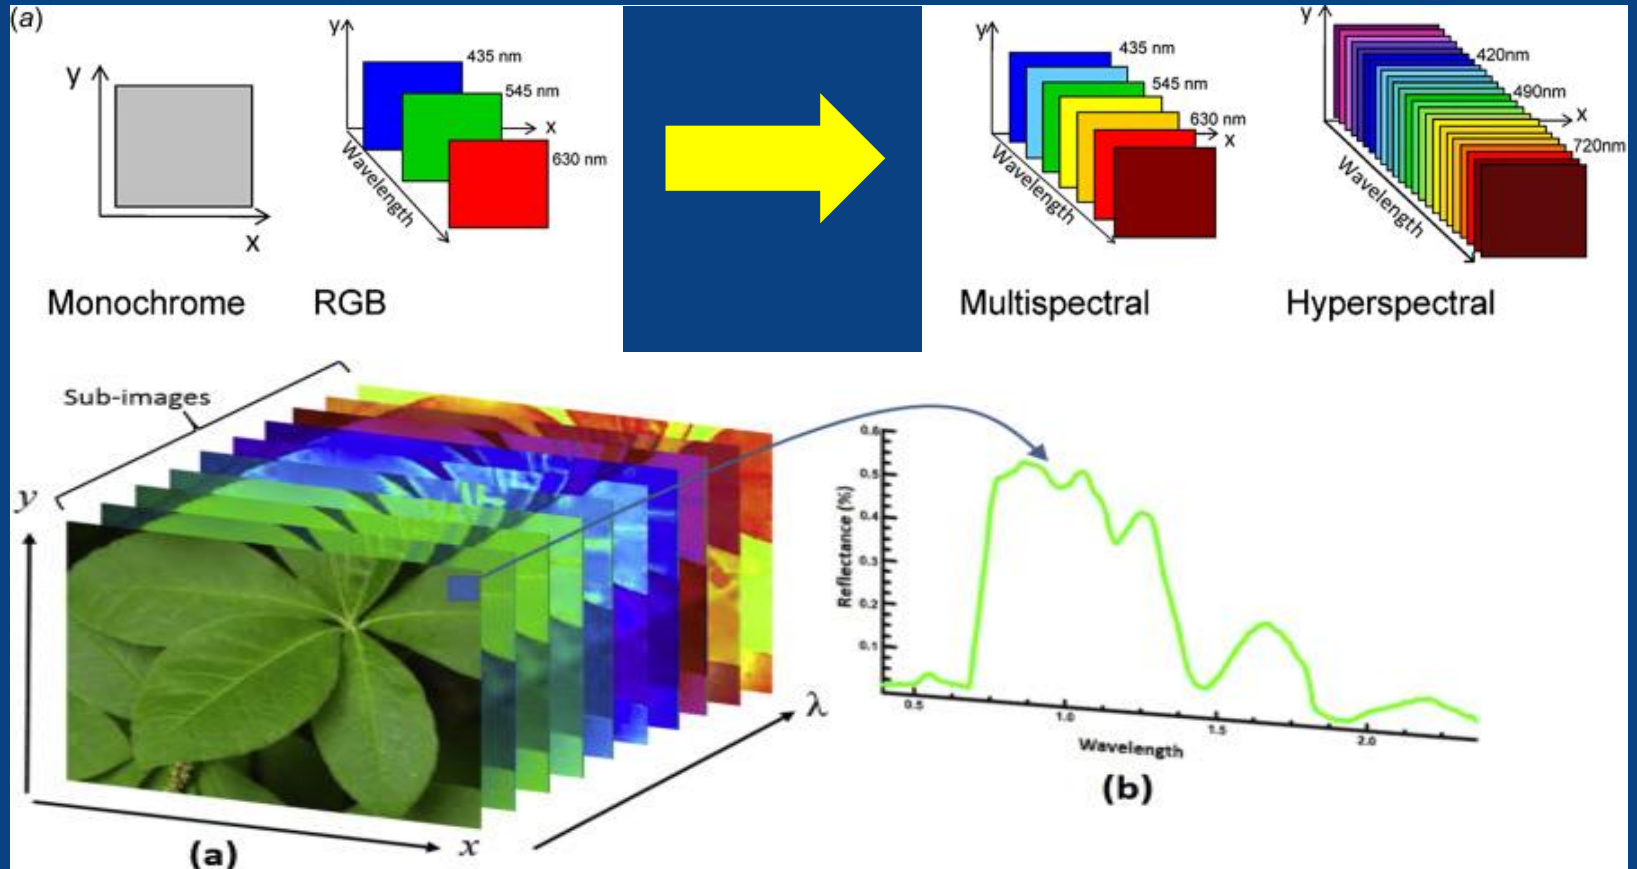 (a)
y
x
Monochrome
y
435 nm
545 nm
x
630 nm
Wavelength
RGB
y
435 nm
545 nm
630 nm
x
Wavelength
Multispectral
y
420nm
490nm
x
720nm
Wavelength
Hyperspectral
Sub-images
y
λ
x
(a)
Reflectance (%)
0.6
0.5
0.4
0.3
0.2
0.1
0.5
1.0
1.5
2.0
Wavelength
(b)